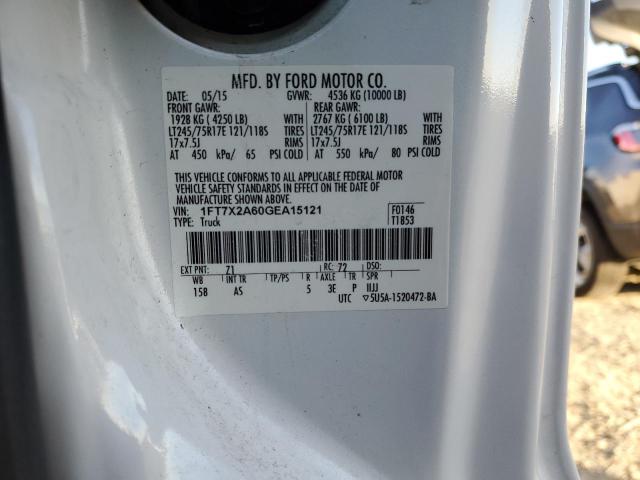 MFD. BY FORD MOTOR CO.
DATE: 05/15 GVWR: 4536 KG (10000 LB)
FRONT GAWR: REAR GAWR:
1928 KG ( 4250 LB) WITH 2767 KG ( 6100 LB) WITH
LT245/75R17E 121/118S TIRES LT245/75R17E 121/118S TIRES
17x7.5J RIMS 17x7.5J RIMS
AT 450 kPa/ 65 PSI COLD AT 550 kPa/ 80 PSI COLD
THIS VEHICLE CONFORMS TO ALL APPLICABLE FEDERAL MOTOR
VEHICLE SAFETY STANDARDS IN EFFECT ON THE DATE OF MANUFACTURE
SHOWN ABOVE.
VIN: 1FT7X2A60GEA15121 F0146
TYPE: Truck T1853
EXT PNT: Z1 RC: 72 DSO:
WB INT TR TP/PS R AXLE TR SPR
158 AS 5 3E P IIJJ
UTC ▽5U5A-1520472-BA